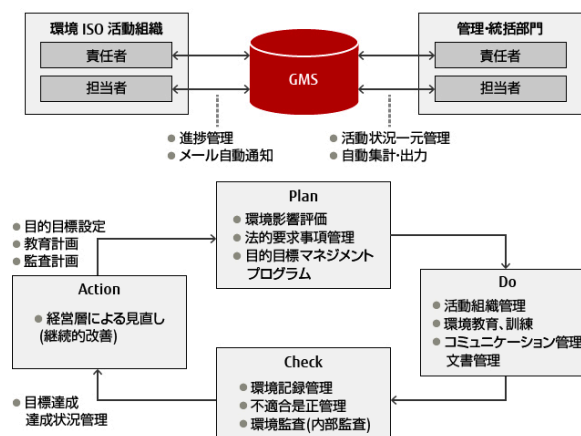 環境 ISO 活動組織
責任者
担当者
GMS
管理・統括部門
責任者
担当者
● 進捗管理
● メール自動通知
● 活動状況一元管理
● 自動集計・出力
Plan
● 環境影響評価
● 法的要求事項管理
● 目的目標マネジメント
プログラム
● 目的目標設定
● 教育計画
● 監査計画
Do
● 活動組織管理
● 環境教育、訓練
● コミュニケーション管理
文書管理
Action
● 経営層による見直し
(継続的改善)
Check
● 環境記録管理
● 不適合是正管理
● 環境監査(内部監査)
● 目標達成
達成状況管理